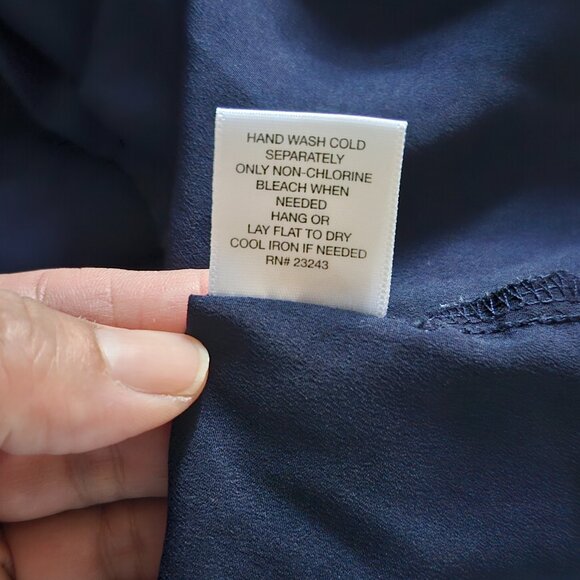 HAND WASH COLD
SEPARATELY
ONLY NON-CHLORINE
BLEACH WHEN
NEEDED
HANG OR
LAY FLAT TO DRY
COOL IRON IF NEEDED
RN# 23243